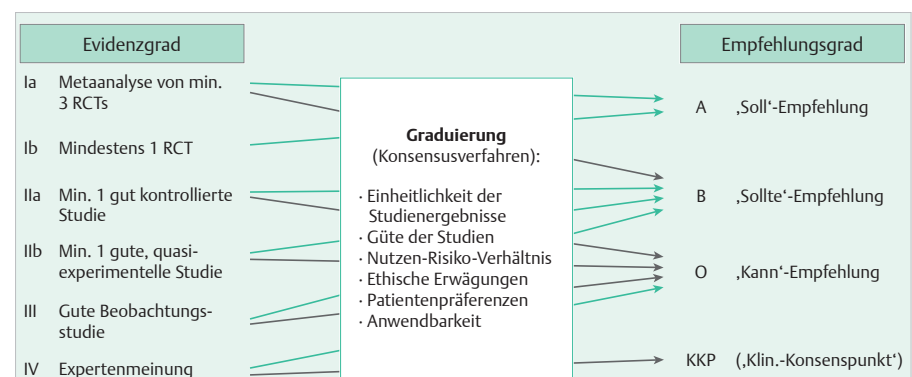 Evidenzgrad
Ia Metaanalyse von min.
3 RCTs
Ib Mindestens 1 RCT
IIa Min. 1 gut kontrollierte
Studie
IIb Min. 1 gute, quasi-
experimentelle Studie
III Gute Beobachtungs-
studie
IV Expertenmeinung
Graduierung
(Konsensusverfahren):
· Einheitlichkeit der
Studienergebnisse
· Güte der Studien
· Nutzen-Risiko-Verhältnis
· Ethische Erwägungen
· Patientenpräferenzen
· Anwendbarkeit
Empfehlungsgrad
A ‚Soll‘-Empfehlung
B ‚Sollte‘-Empfehlung
O ‚Kann‘-Empfehlung
KKP (‚Klin.-Konsenspunkt‘)